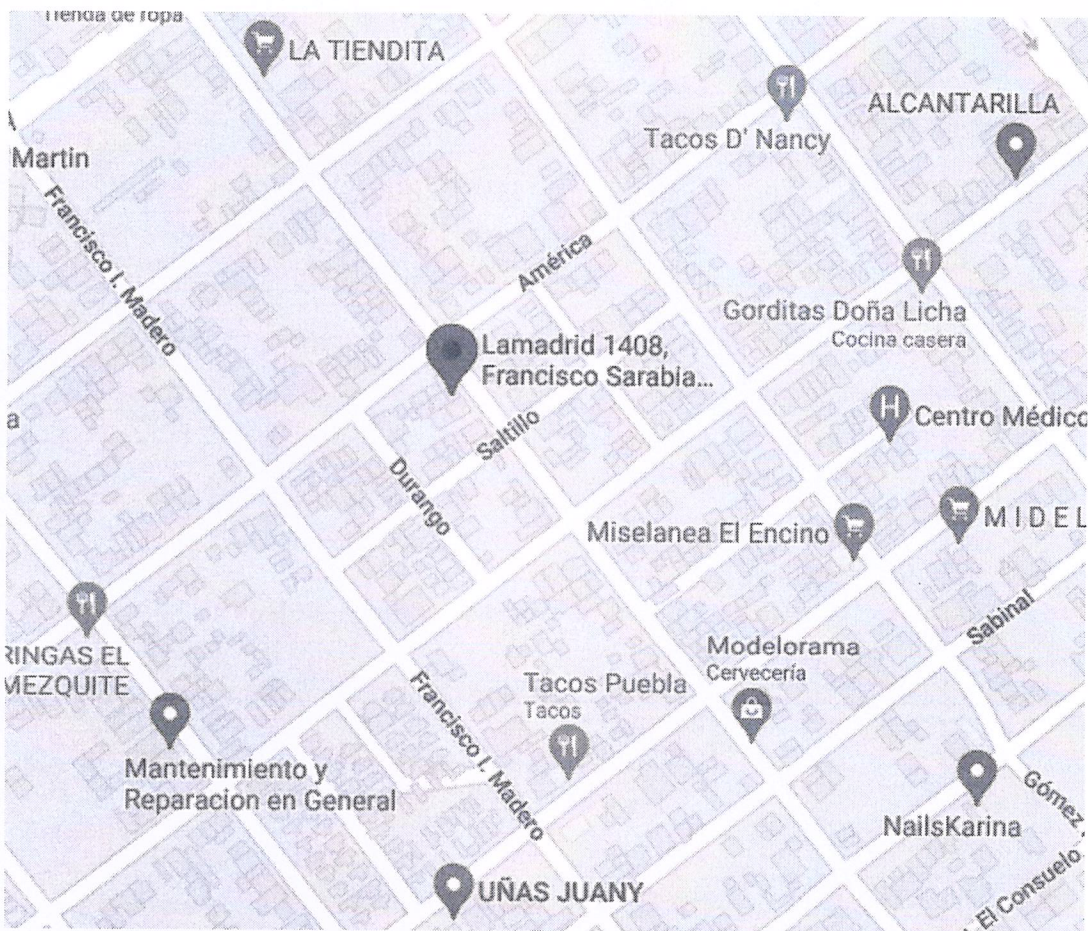 Tienda de ropa
LA TIENDITA
ALCANTARILLA
Tacos D' Nancy
Martin
Francisco I. Madero
América
Gorditas Doña Licha
Cocina casera
Lamadrid 1408,
Francisco Sarabia...
a
Centro Médico
Saltillo
Durango
Miselanea El Encino
MIDEL
Sabinal
RINGAS EL
MEZQUITE
Modelorama
Cervecería
Tacos Puebla
Tacos
Francisco I. Madero
Mantenimiento y
Reparacion en General
Gómez
NailsKarina
El Consuelo
UÑAS JUANY